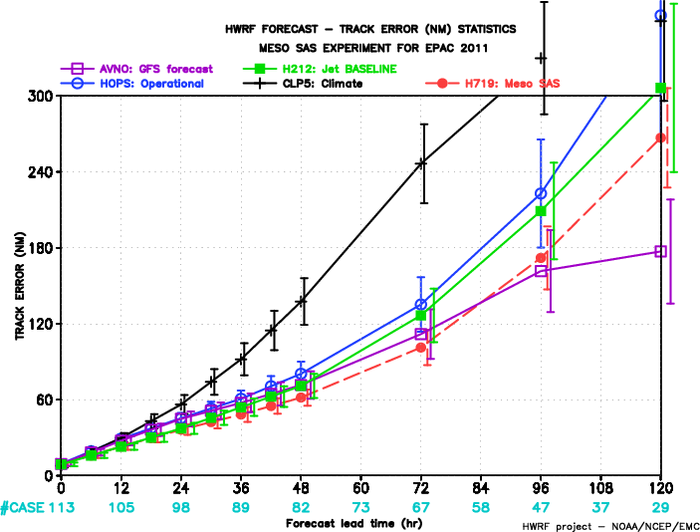 HWRF FORECAST – TRACK ERROR (NM) STATISTICS
MESO SAS EXPERIMENT FOR EPAC 2011
AVNO: GFS forecast H212: Jet BASELINE
HOPS: Operational CLP5: Climate H719: Meso SAS
300
240
180
120
60
0
TRACK ERROR (NM)
0 12 24 36 48 60 72 84 96 108 120
#CASE 113 105 98 88 82 73 67 58 47 37 29
Forecast lead time (hr)
HWRF project – NOAA/NCEP/EMC